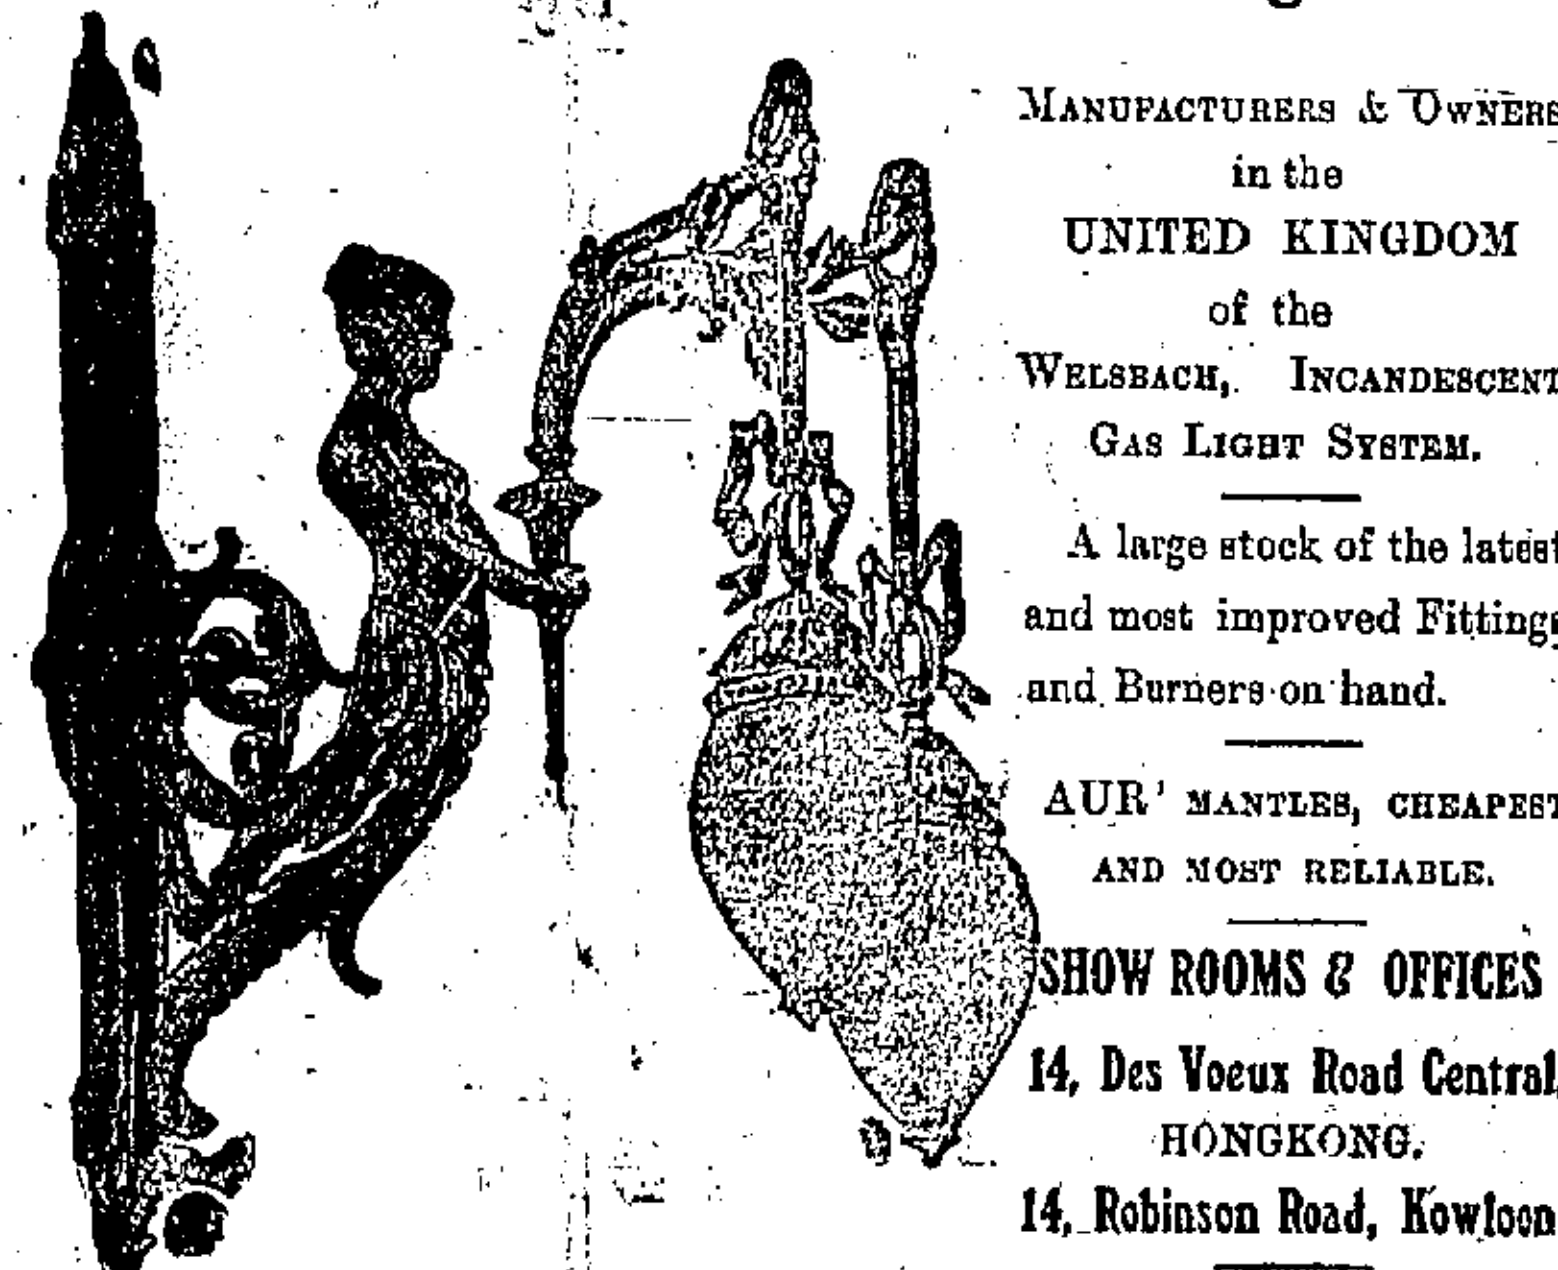 MANUFACTURERS & OWNERS
in the
UNITED KINGDOM
of the
WELSBACH, INCANDESCENT
GAS LIGHT SYSTEM.
A large stock of the latest
and most improved Fittings
and Burners on hand.
AUR' MANTLES, CHEAPEST
AND MOST RELIABLE.
SHOW ROOMS & OFFICES
14, Des Voeux Road Central,
HONGKONG.
14, Robinson Road, Kowloon